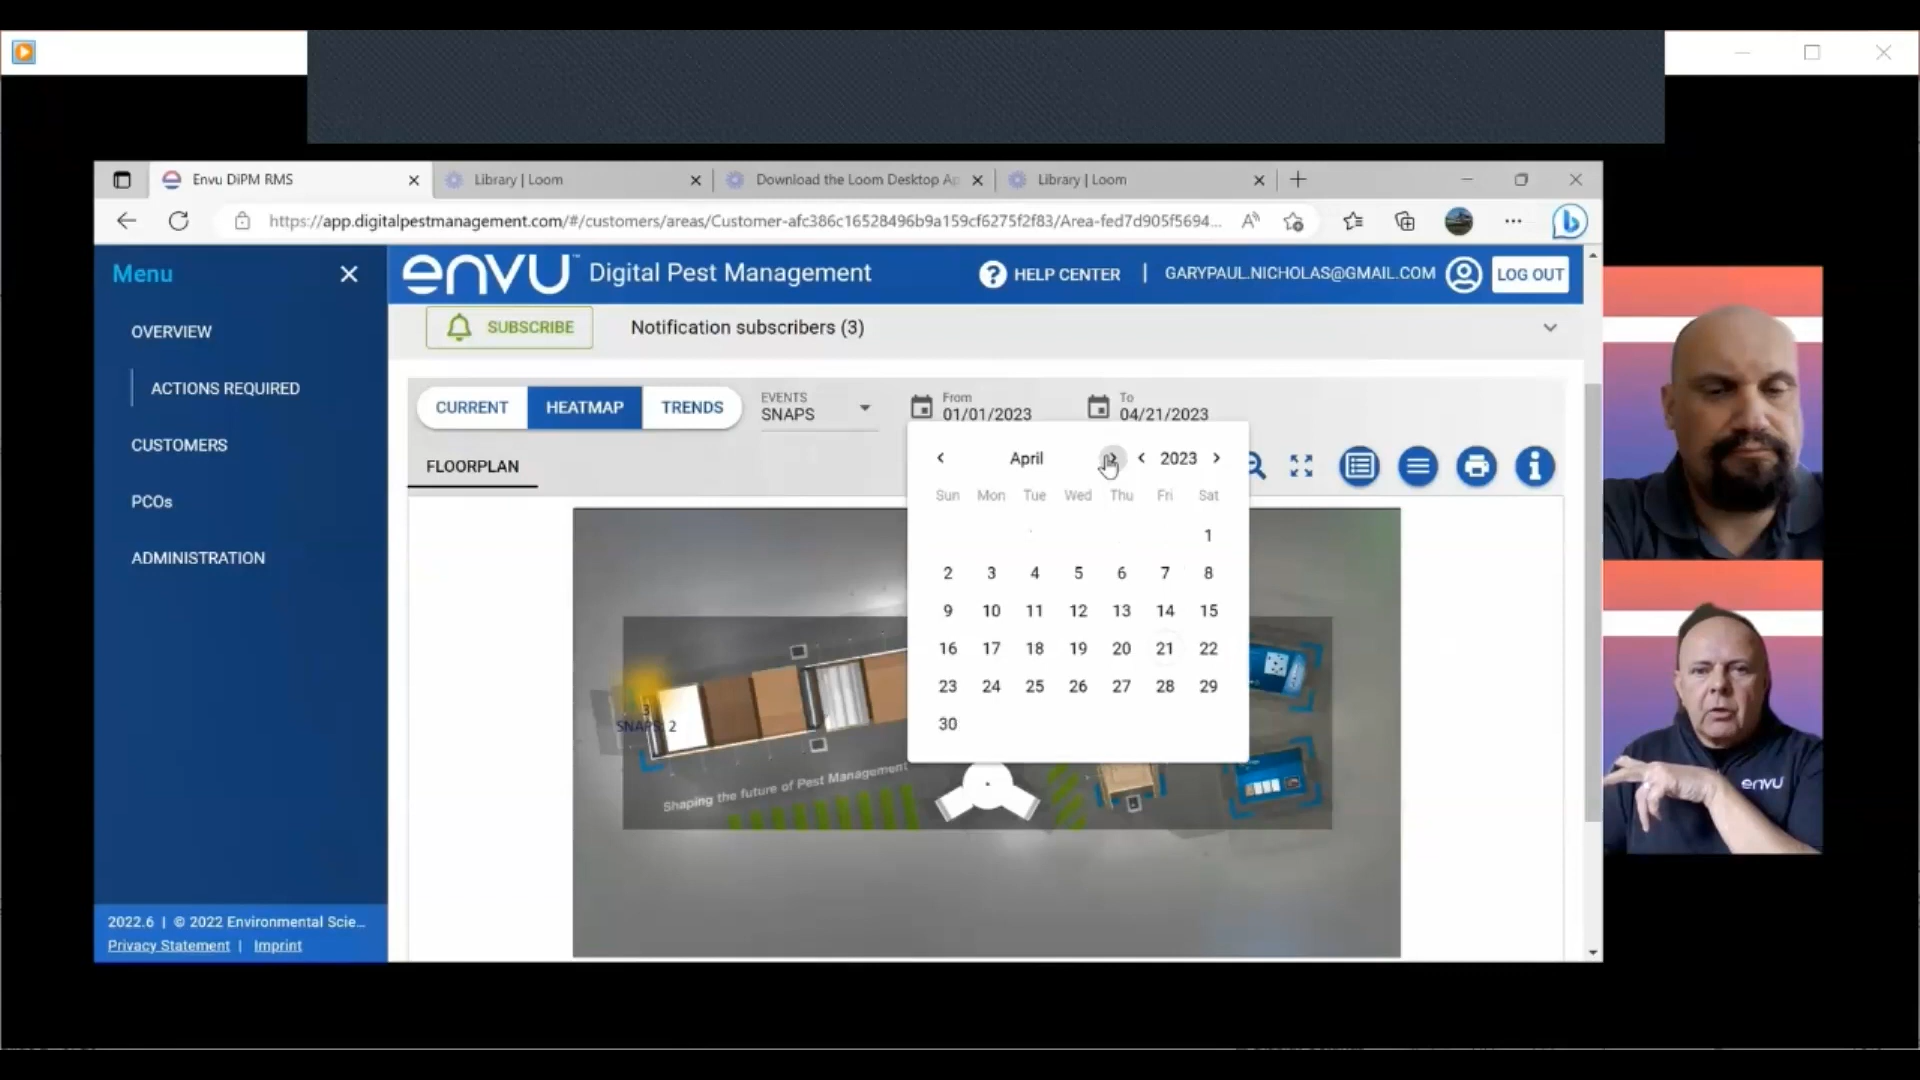 Envu DiPM RMS
Library | Loom
Download the Loom Desktop Ap
Library | Loom
https://app.digitalpestmanagement.com/#/customers/areas/Customer-afc386c16528496b9a159cf6275f2f83/Area-fed7d905f5694...
Menu
OVERVIEW
ACTIONS REQUIRED
CUSTOMERS
PCOs
ADMINISTRATION
2022.6 | © 2022 Environmental Scie...
Privacy Statement | Imprint
envu™ Digital Pest Management
HELP CENTER | GARYPAUL.NICHOLAS@GMAIL.COM LOG OUT
SUBSCRIBE Notification subscribers (3)
CURRENT HEATMAP TRENDS
EVENTS
SNAPS
From
01/01/2023
To
04/21/2023
FLOORPLAN
April 2023
Sun Mon Tue Wed Thu Fri Sat
1
2 3 4 5 6 7 8
9 10 11 12 13 14 15
16 17 18 19 20 21 22
23 24 25 26 27 28 29
30
3
SNAPS: 2
Shaping the future of Pest Management
envu